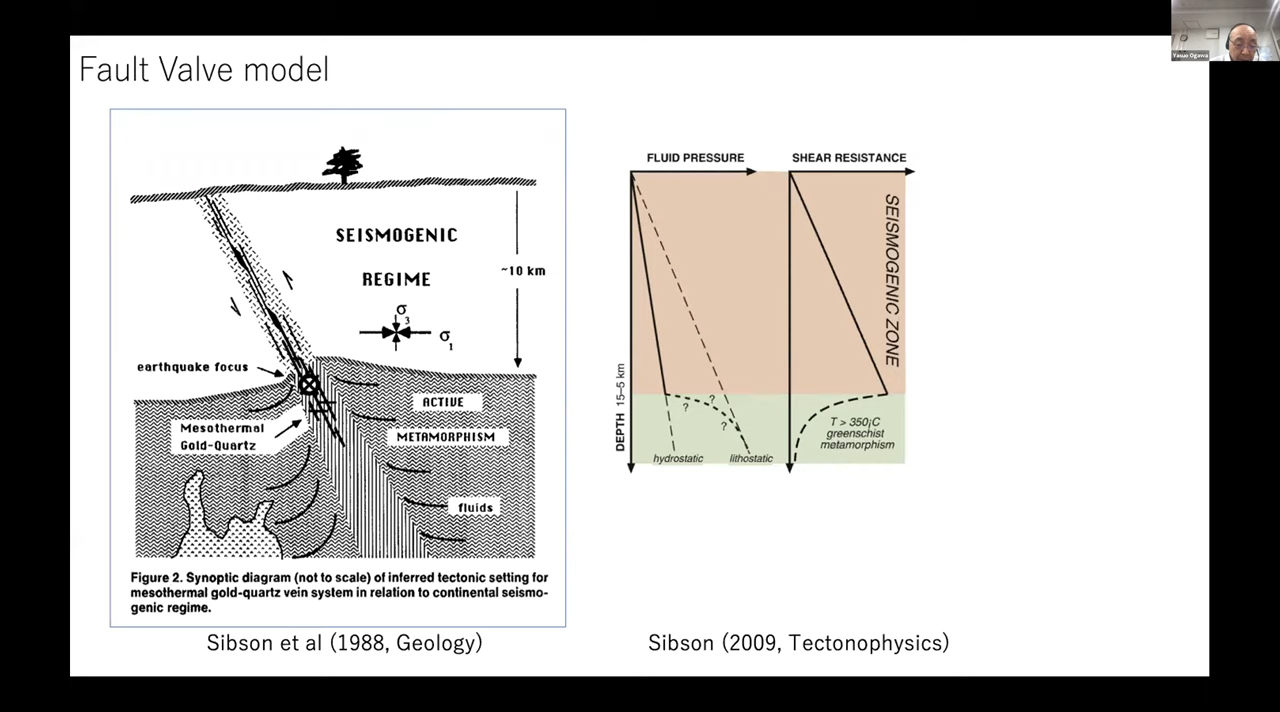 Fault Valve model
Yasuo Ogawa
SEISMOGENIC
REGIME
~10 km
σ3
σ1
earthquake focus
ACTIVE
Mesothermal
Gold-Quartz
METAMORPHISM
fluids
Figure 2. Synoptic diagram (not to scale) of inferred tectonic setting for
mesothermal gold-quartz vein system in relation to continental seismo-
genic regime.
Sibson et al (1988, Geology)
FLUID PRESSURE
SHEAR RESISTANCE
SEISMOGENIC ZONE
DEPTH 15–5 km
?
?
?
hydrostatic
lithostatic
T > 350¡C
greenschist
metamorphism
Sibson (2009, Tectonophysics)